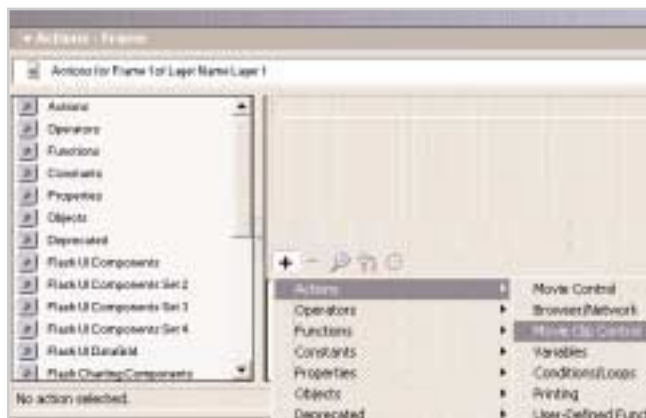 Actions - Frame
Actions for Frame 1 of Layer Name Layer 1
Actions
Operators
Functions
Constants
Properties
Objects
Deprecated
Flash UI Components
Flash UI Components Set 2
Flash UI Components Set 3
Flash UI Components Set 4
Flash UI DataGrid
Flash Charting Components
No action selected.
Actions
Operators
Functions
Constants
Properties
Objects
Deprecated
Movie Control
Browser/Network
Movie Clip Control
Variables
Conditions/Loops
Printing
User-Defined Funct